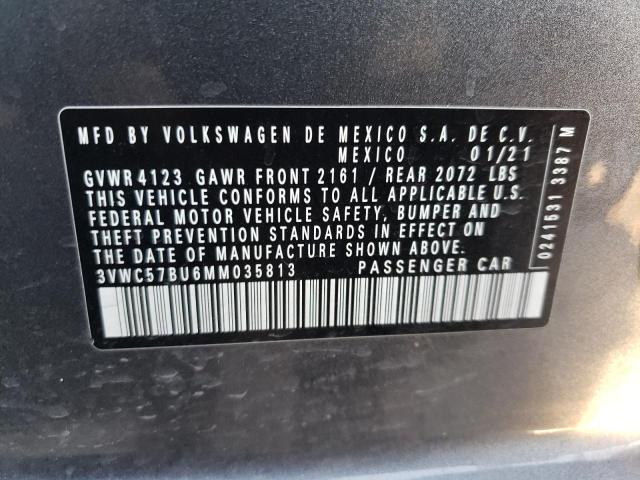 MFD BY VOLKSWAGEN DE MEXICO S.A. DE C.V.
MEXICO 01/21
GVWR 4123 GAWR FRONT 2161 / REAR 2072 LBS
THIS VEHICLE CONFORMS TO ALL APPLICABLE U.S.
FEDERAL MOTOR VEHICLE SAFETY, BUMPER AND
THEFT PREVENTION STANDARDS IN EFFECT ON
THE DATE OF MANUFACTURE SHOWN ABOVE.
3VWC57BU6MM035813 PASSENGER CAR
0241531 3387 M